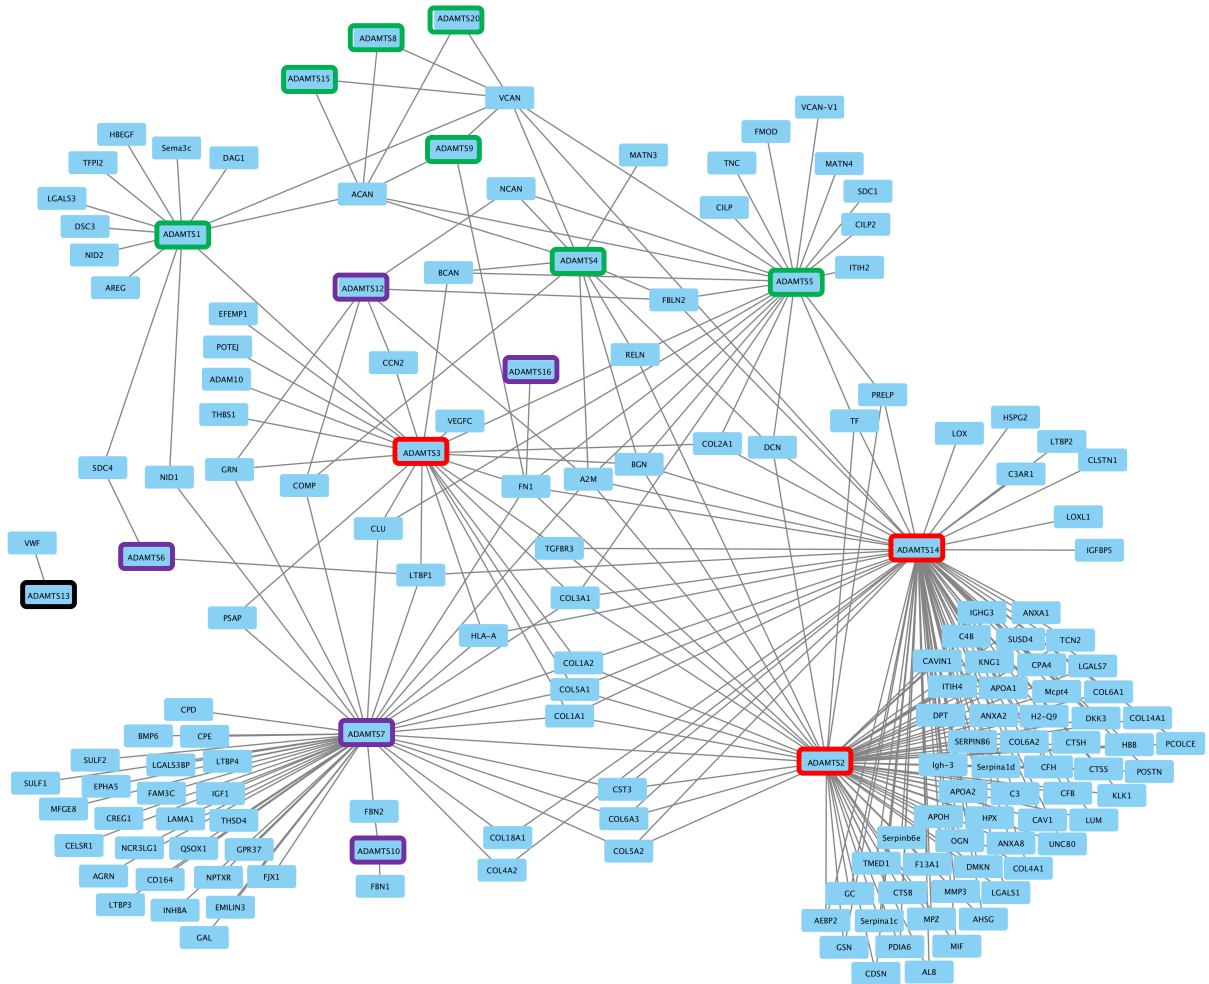 ADAMTS20
ADAMTS8
ADAMTS15
VCAN
VCAN-V1
HBEGF
FMOD
Sema3c
ADAMTS9
DAG1
MATN3
TFPI2
TNC
MATN4
NCAN
ACAN
SDC1
LGALS3
CILP
DSC3
CILP2
ADAMTS1
NID2
ADAMTS4
ITIH2
BCAN
ADAMTS5
AREG
ADAMTS12
FBLN2
EFEMP1
POTEJ
RELN
CCN2
ADAMTS16
ADAM10
PRELP
THBS1
VEGFC
HSPG2
TF
LOX
COL2A1
DCN
LTBP2
ADAMTS3
CLSTN1
BGN
SDC4
GRN
C3AR1
NID1
A2M
COMP
FN1
LOXL1
CLU
VWF
TGFBR3
ADAMTS14
IGFBP5
ADAMTS6
LTBP1
ADAMTS13
COL3A1
PSAP
IGHG3
ANXA1
HLA-A
C4B
SUSD4
TCN2
COL1A2
CAVIN1
KNG1
CPA4
LGALS7
COL5A1
ITIH4
APOA1
Mcpt4
COL6A1
CPD
COL1A1
DPT
ANXA2
H2-Q9
DKK3
COL14A1
BMP6
CPE
ADAMTS7
SERPINB6
COL6A2
CTSH
HBB
PCOLCE
SULF2
LGALS3BP
LTBP4
ADAMTS2
Igh-3
Serpina1d
CFH
CTSS
POSTN
SULF1
EPHA5
FAM3C
IGF1
CST3
APOA2
C3
CFB
KLK1
MFGE8
CREG1
LAMA1
THSD4
FBN2
COL6A3
APOH
HPX
CAV1
LUM
CELSR1
NCR3LG1
QSOX1
GPR37
ADAMTS10
COL18A1
COL5A2
Serpinb6e
OGN
ANXA8
UNC80
AGRN
CD164
NPTXR
FJX1
FBN1
COL4A2
TMED1
F13A1
DMKN
COL4A1
LTBP3
INHBA
EMILIN3
GC
CTSB
MMP3
LGALS1
GAL
AEBP2
Serpina1c
MPZ
AHSG
GSN
PDIA6
MIF
CDSN
ALB